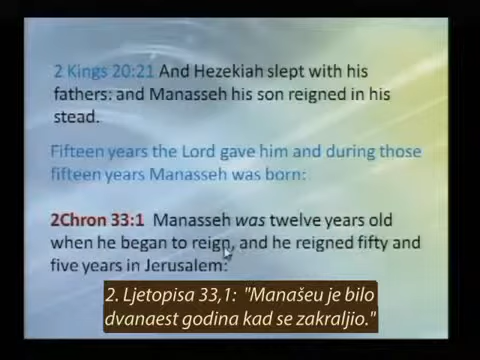 2 Kings 20:21 And Hezekiah slept with his
fathers: and Manasseh his son reigned in his
stead.
Fifteen years the Lord gave him and during those
fifteen years Manasseh was born:
2Chron 33:1 Manasseh was twelve years old
when he began to reign, and he reigned fifty and
five years in Jerusalem:
2. Ljetopisa 33,1: "Manašeu je bilo
dvanaest godina kad se zakraljio."